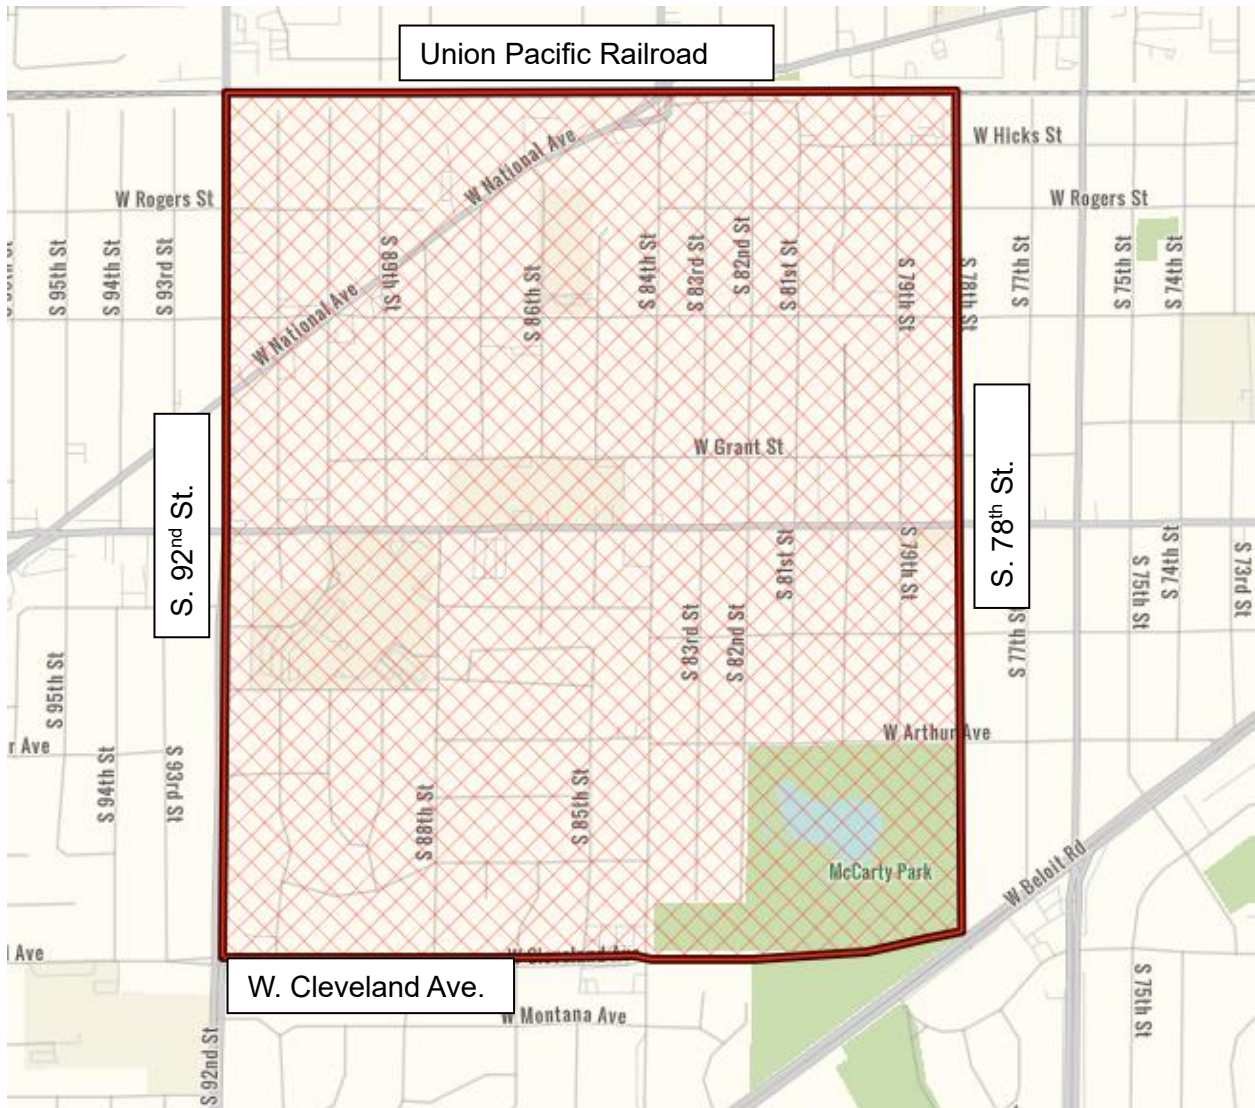 Union Pacific Railroad
W National Ave
W Hicks St
W Rogers St
W Rogers St
S 95th St
S 94th St
S 93rd St
S 89th St
S 86th St
S 84th St
S 83rd St
S 82nd St
S 81st St
S 79th St
S 78th St
S 77th St
S 75th St
S 74th St
W National Ave
S. 92nd St.
W Grant St
S. 78th St.
S 81st St
S 79th St
S 75th St
S 74th St
S 73rd St
S 83rd St
S 82nd St
S 77th St
S 95th St
r Ave
W Arthur Ave
S 94th St
S 93rd St
S 88th St
S 85th St
McCarty Park
W Beloit Rd
Ave
W Cleveland Ave
W. Cleveland Ave.
W Montana Ave
S 75th St
S 92nd St